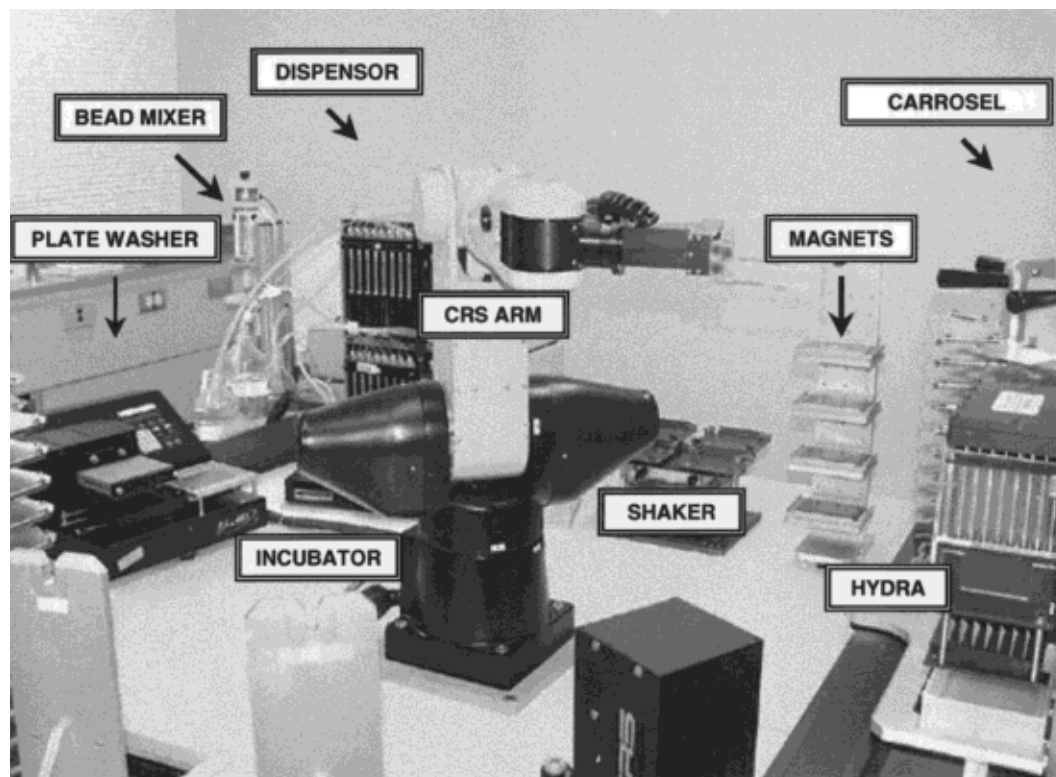 DISPENSOR
BEAD MIXER
CARROSEL
PLATE WASHER
MAGNETS
CRS ARM
SHAKER
INCUBATOR
HYDRA